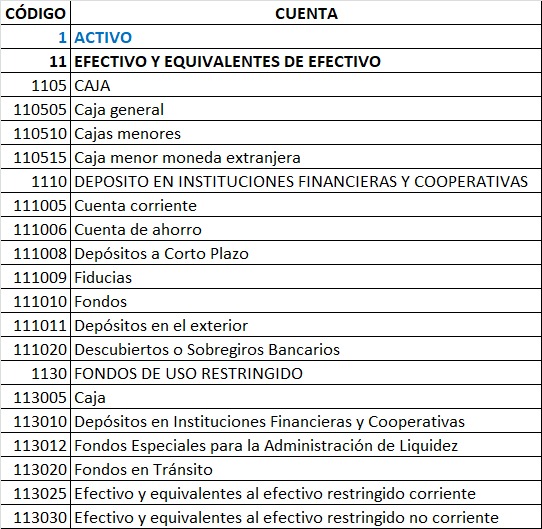 CÓDIGO CUENTA
1 ACTIVO
11 EFECTIVO Y EQUIVALENTES DE EFECTIVO
1105 CAJA
110505 Caja general
110510 Cajas menores
110515 Caja menor moneda extranjera
1110 DEPOSITO EN INSTITUCIONES FINANCIERAS Y COOPERATIVAS
111005 Cuenta corriente
111006 Cuenta de ahorro
111008 Depósitos a Corto Plazo
111009 Fiducias
111010 Fondos
111011 Depósitos en el exterior
111020 Descubiertos o Sobregiros Bancarios
1130 FONDOS DE USO RESTRINGIDO
113005 Caja
113010 Depósitos en Instituciones Financieras y Cooperativas
113012 Fondos Especiales para la Administración de Liquidez
113020 Fondos en Tránsito
113025 Efectivo y equivalentes al efectivo restringido corriente
113030 Efectivo y equivalentes al efectivo restringido no corriente